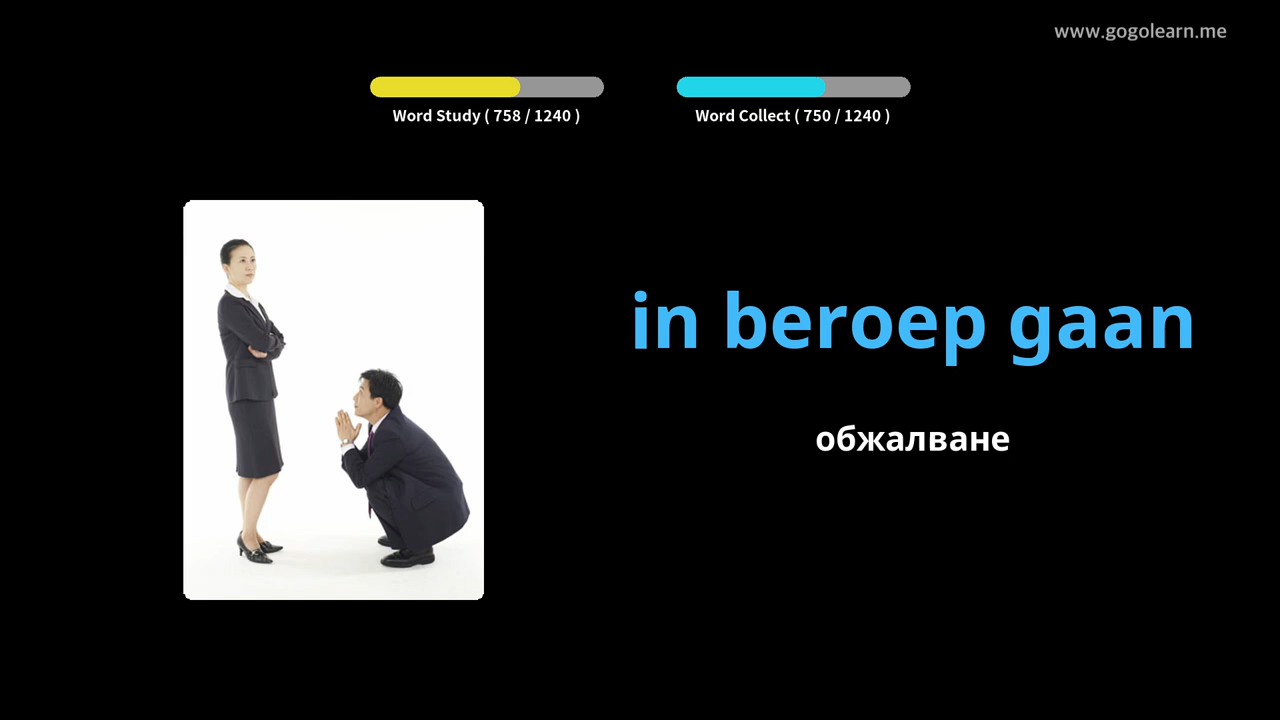 www.gogolearn.me
Word Study ( 758 / 1240 )
Word Collect ( 750 / 1240 )
in beroep gaan
обжалване